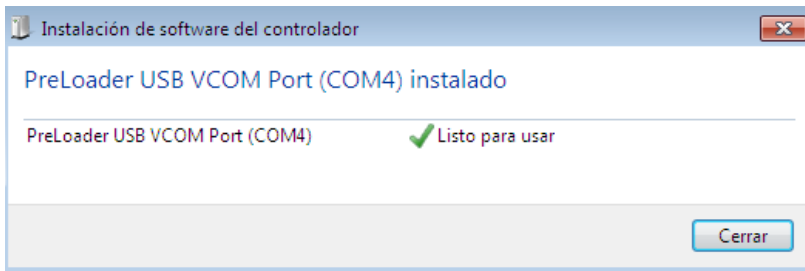 Instalación de software del controlador
PreLoader USB VCOM Port (COM4) instalado
PreLoader USB VCOM Port (COM4) Listo para usar
Cerrar